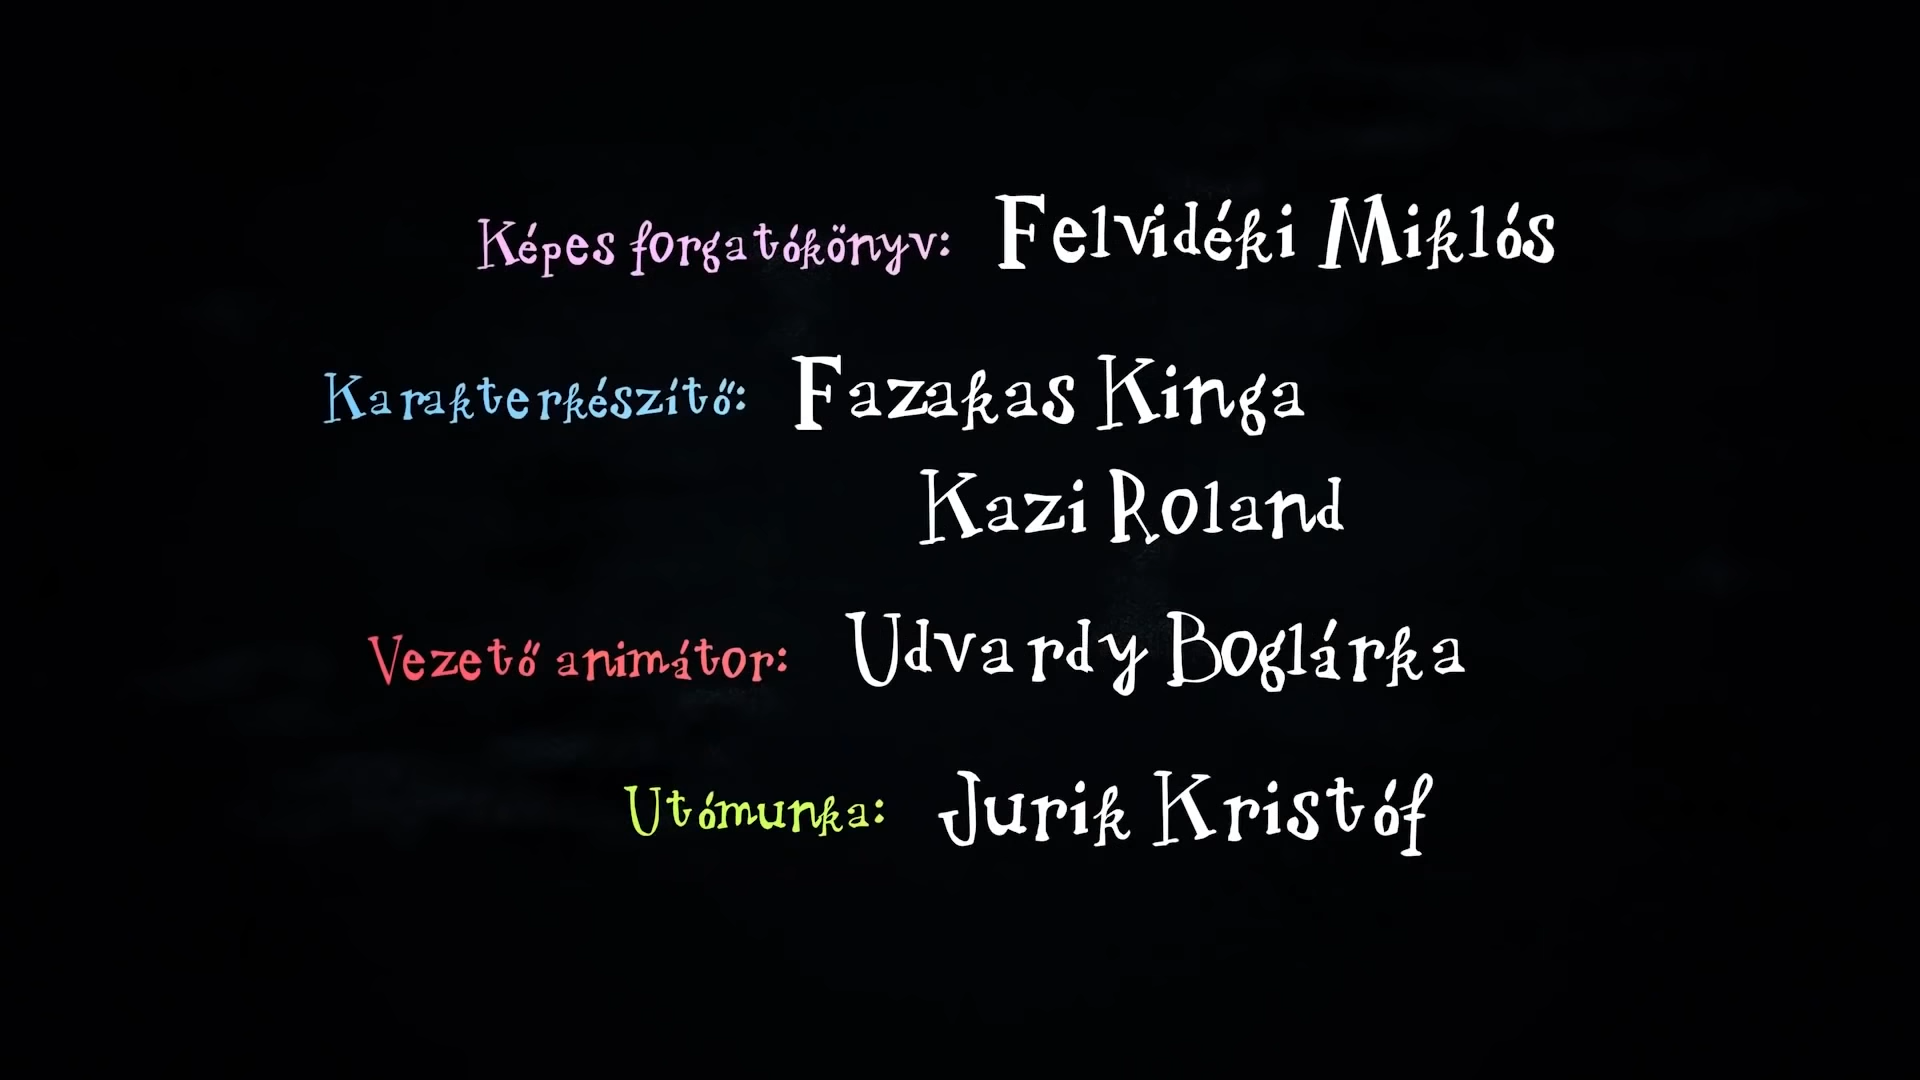 Képes forgatókönyv: Felvidéki Miklós
Karakterkészítő: Fazakas Kinga
Kazi Roland
Vezető animátor: Udvardy Boglárka
Utómunka: Jurik Kristóf